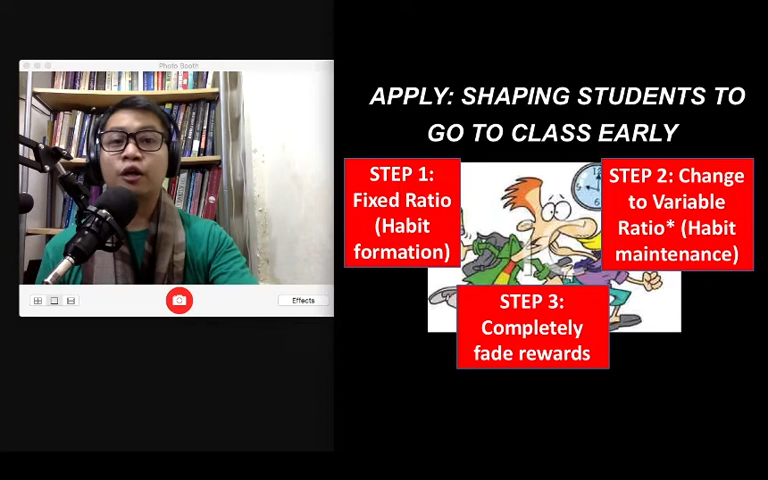 Photo Booth
Effects
APPLY: SHAPING STUDENTS TO
GO TO CLASS EARLY
STEP 1:
Fixed Ratio
(Habit
formation)
STEP 2: Change
to Variable
Ratio* (Habit
maintenance)
STEP 3:
Completely
fade rewards